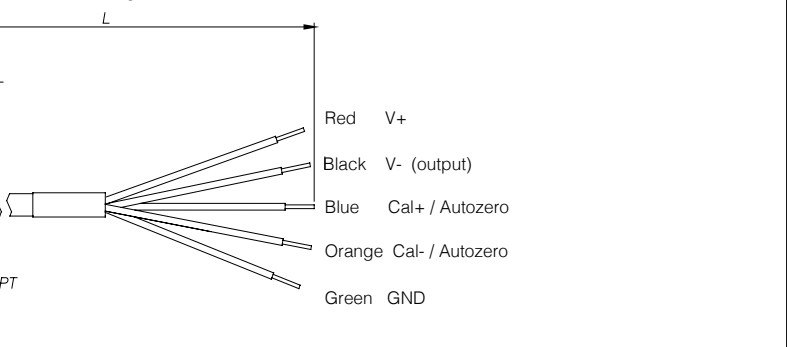 L
Red V+
Black V- (output)
Blue Cal+ / Autozero
Orange Cal- / Autozero
PT
Green GND